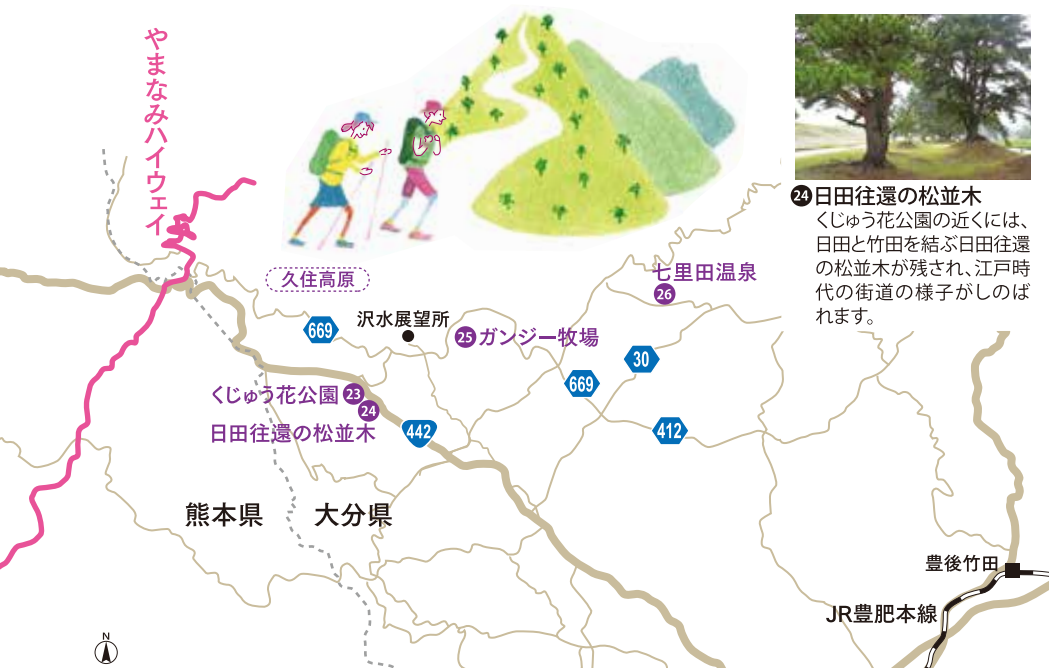 やまなみハイウェイ
24 日田往還の松並木
くじゅう花公園の近くには、
日田と竹田を結ぶ日田往還
の松並木が残され、江戸時
代の街道の様子がしのば
れます。
久住高原
七里田温泉
26
669
沢水展望所
25 ガンジー牧場
30
669
くじゅう花公園 23
24
日田往還の松並木
442
412
熊本県
大分県
豊後竹田
JR豊肥本線
N